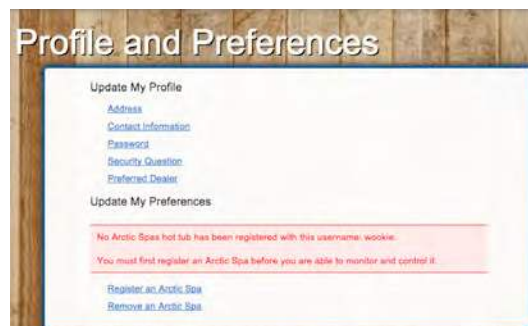 Profile and Preferences
Update My Profile
Address
Contact Information
Password
Security Question
Preferred Dealer
Update My Preferences
No Arctic Spas hot tub has been registered with this username: wookie.
You must first register an Arctic Spa before you are able to monitor and control it.
Register an Arctic Spa
Remove an Arctic Spa